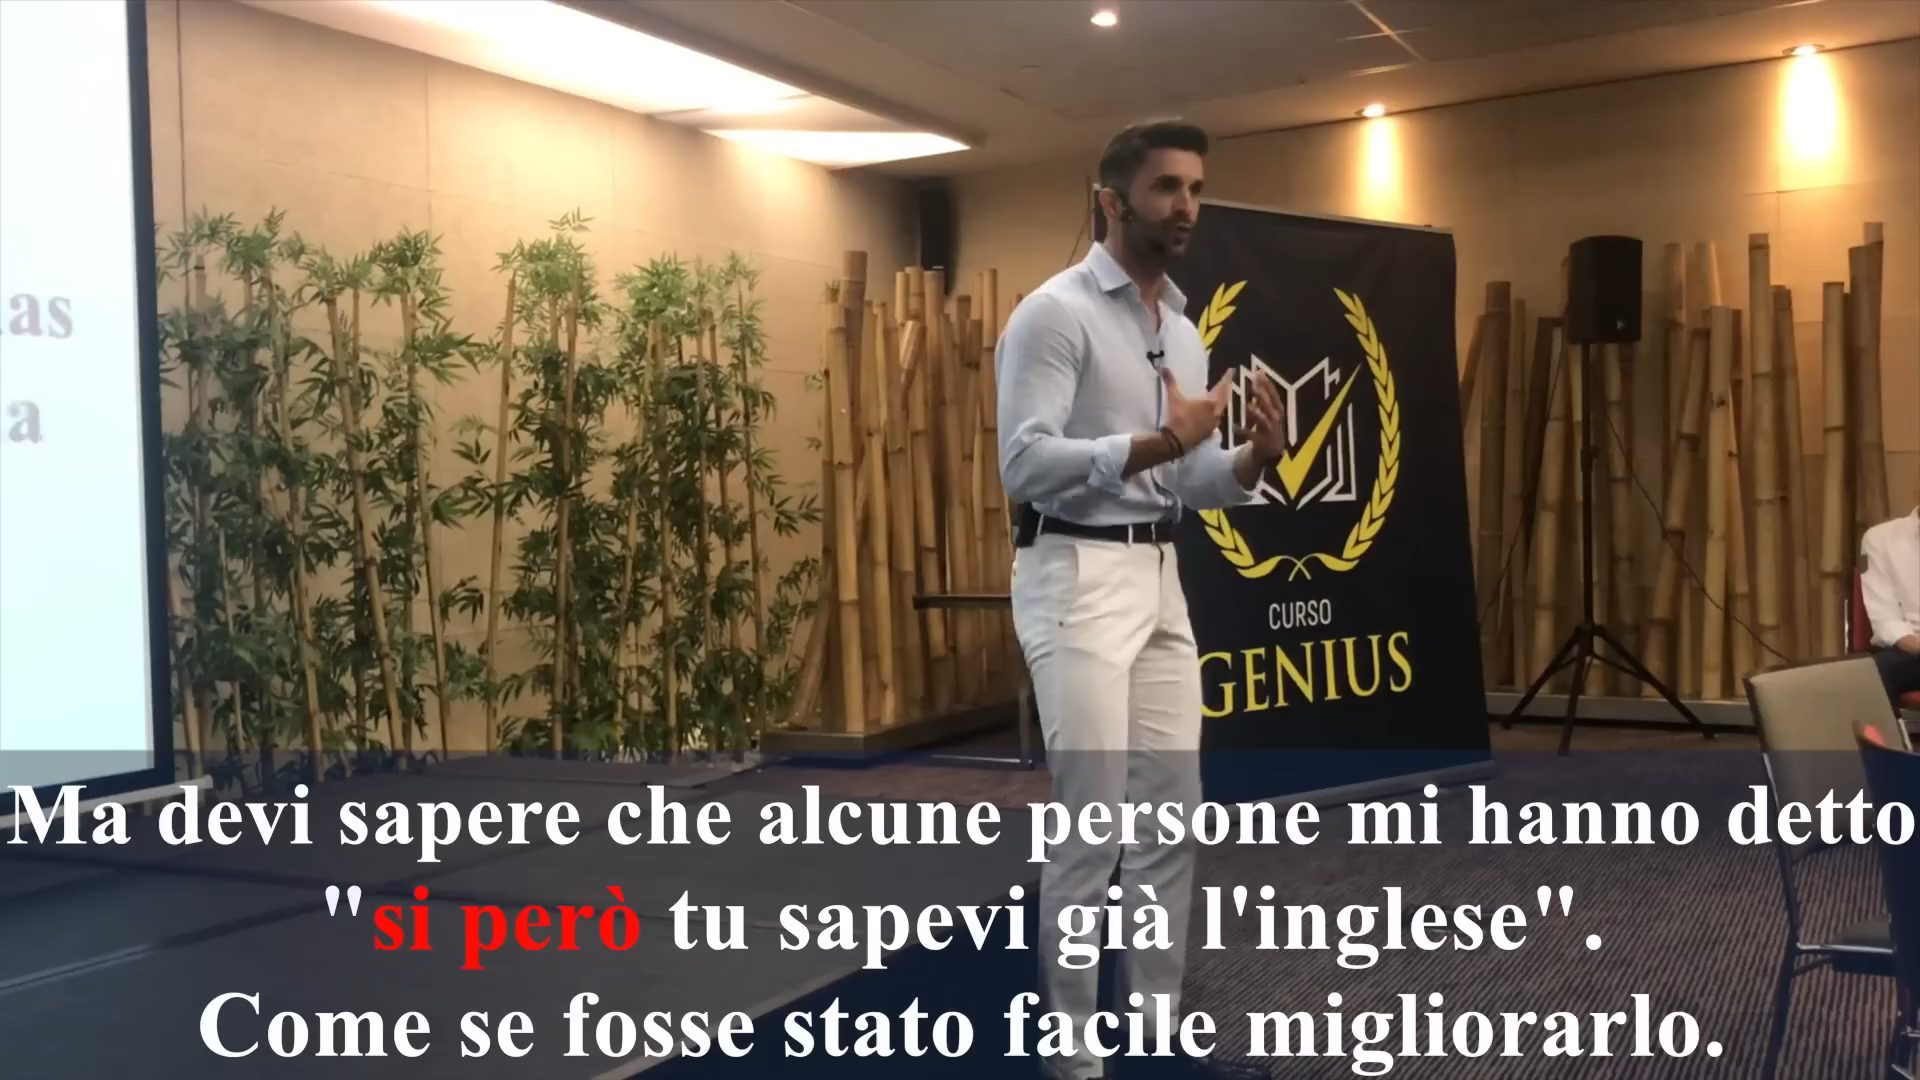 CURSO
GENIUS
Ma devi sapere che alcune persone mi hanno detto
"si però tu sapevi già l'inglese".
Come se fosse stato facile migliorarlo.